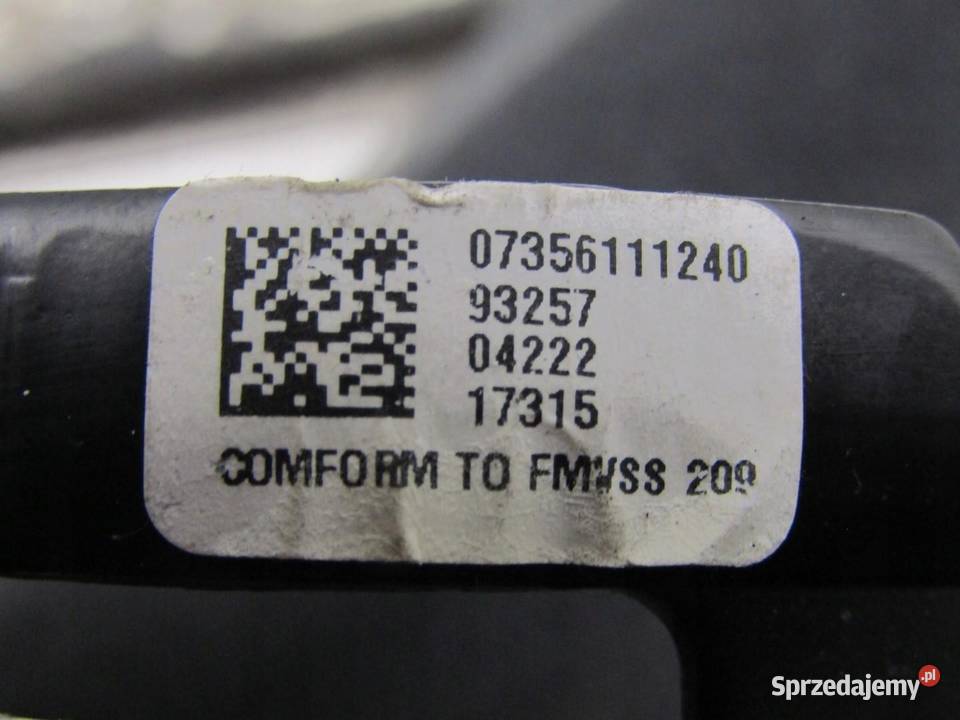 07356111240
93257
04222
17315
COMFORM TO FMVSS 209
Sprzedajemy.pl